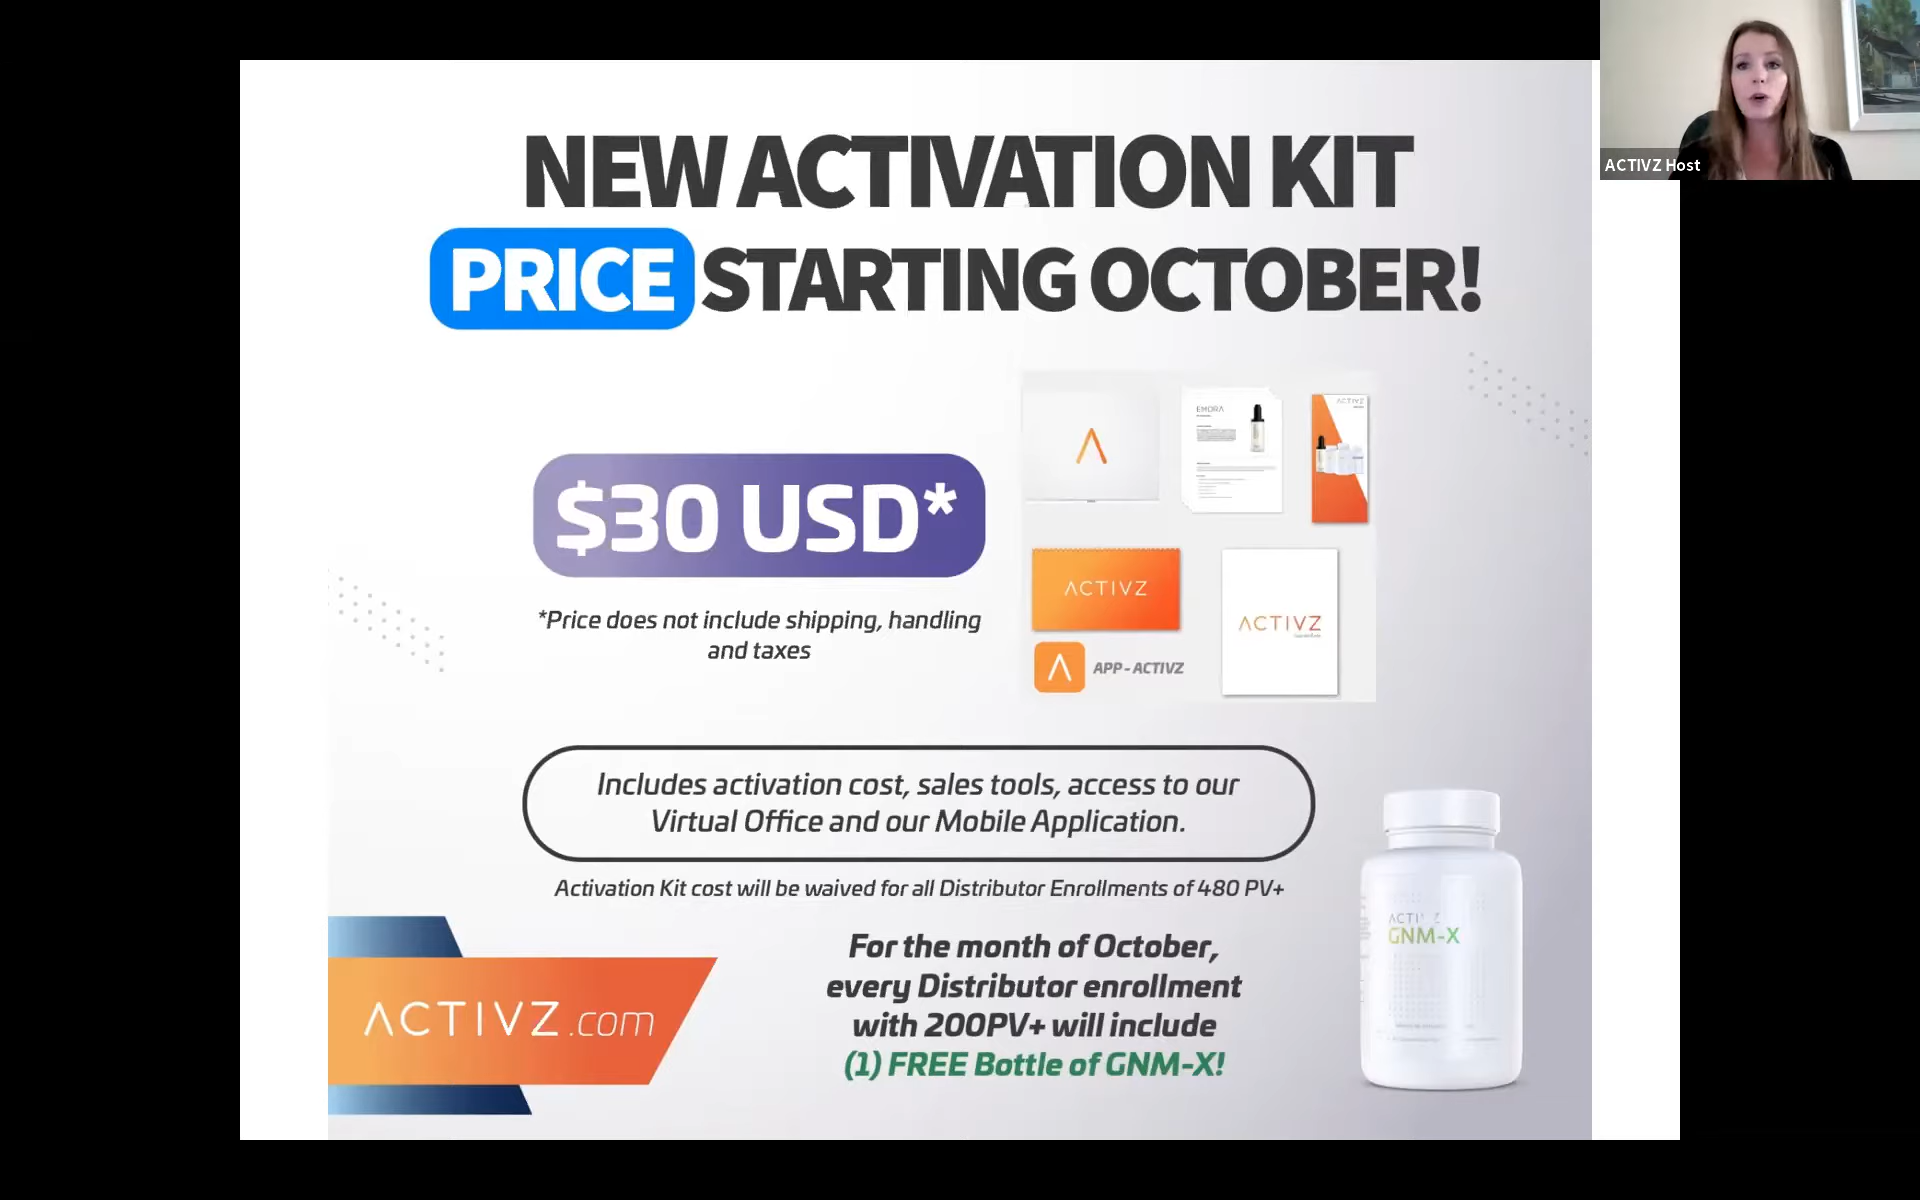 NEW ACTIVATION KIT
PRICE STARTING OCTOBER!
ACTIVZ Host
$30 USD*
*Price does not include shipping, handling
and taxes
EMORA
ACTIVZ
ACTIVZ
ACTIVZ
APP - ACTIVZ
Includes activation cost, sales tools, access to our
Virtual Office and our Mobile Application.
Activation Kit cost will be waived for all Distributor Enrollments of 480 PV+
ACTIVZ.com
For the month of October,
every Distributor enrollment
with 200PV+ will include
(1) FREE Bottle of GNM-X!
ACTIVZ
GNM-X